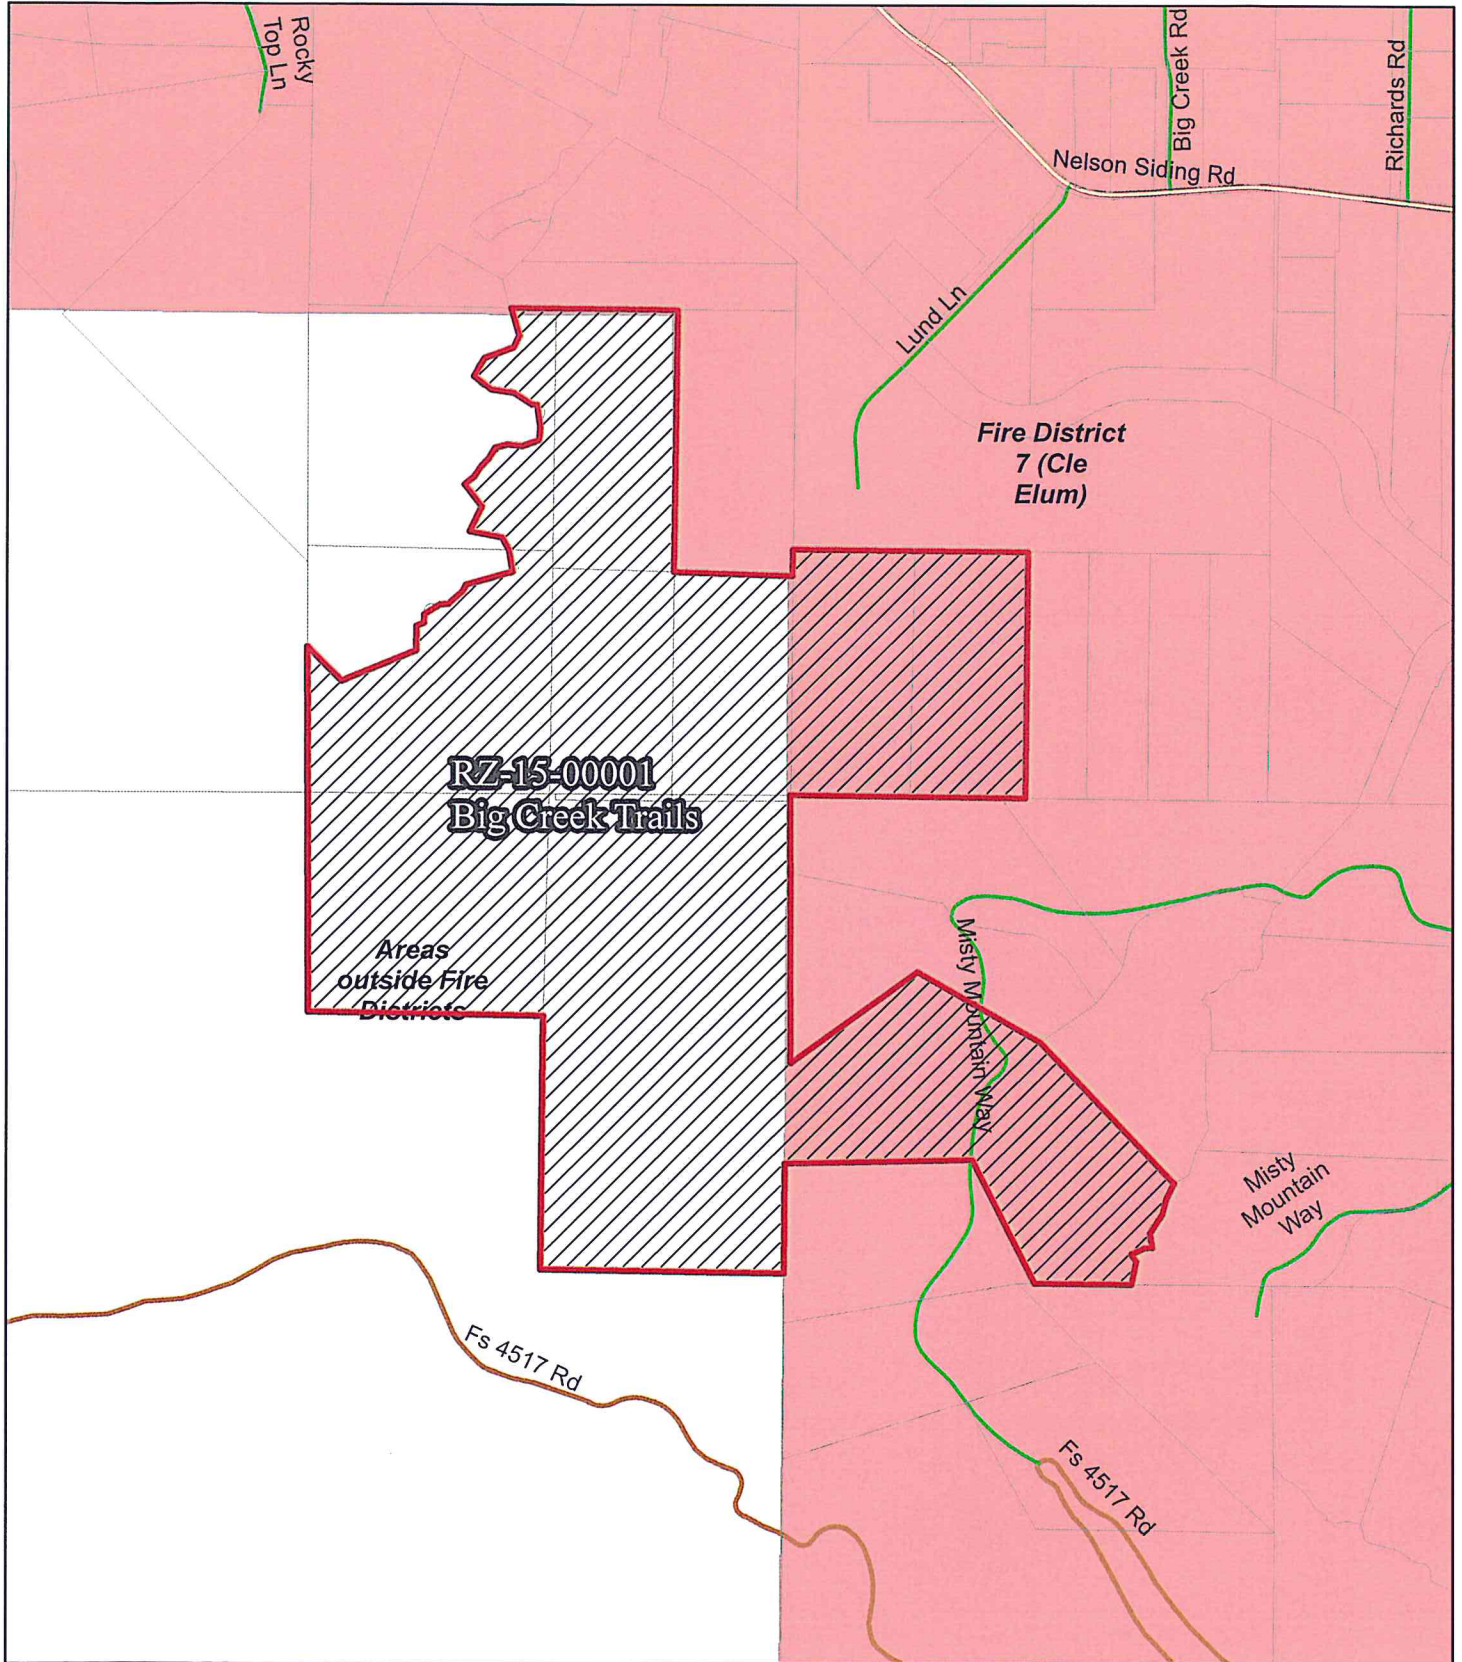 Rocky
Top Ln
Big Creek Rd
Richards Rd
Nelson Siding Rd
Lund Ln
Fire District
7 (Cle
Elum)
RZ-15-00001
Big Creek Trails
Areas
outside Fire
Districts
Misty Mountain Way
Misty
Mountain
Way
Fs 4517 Rd
Fs 4517 Rd